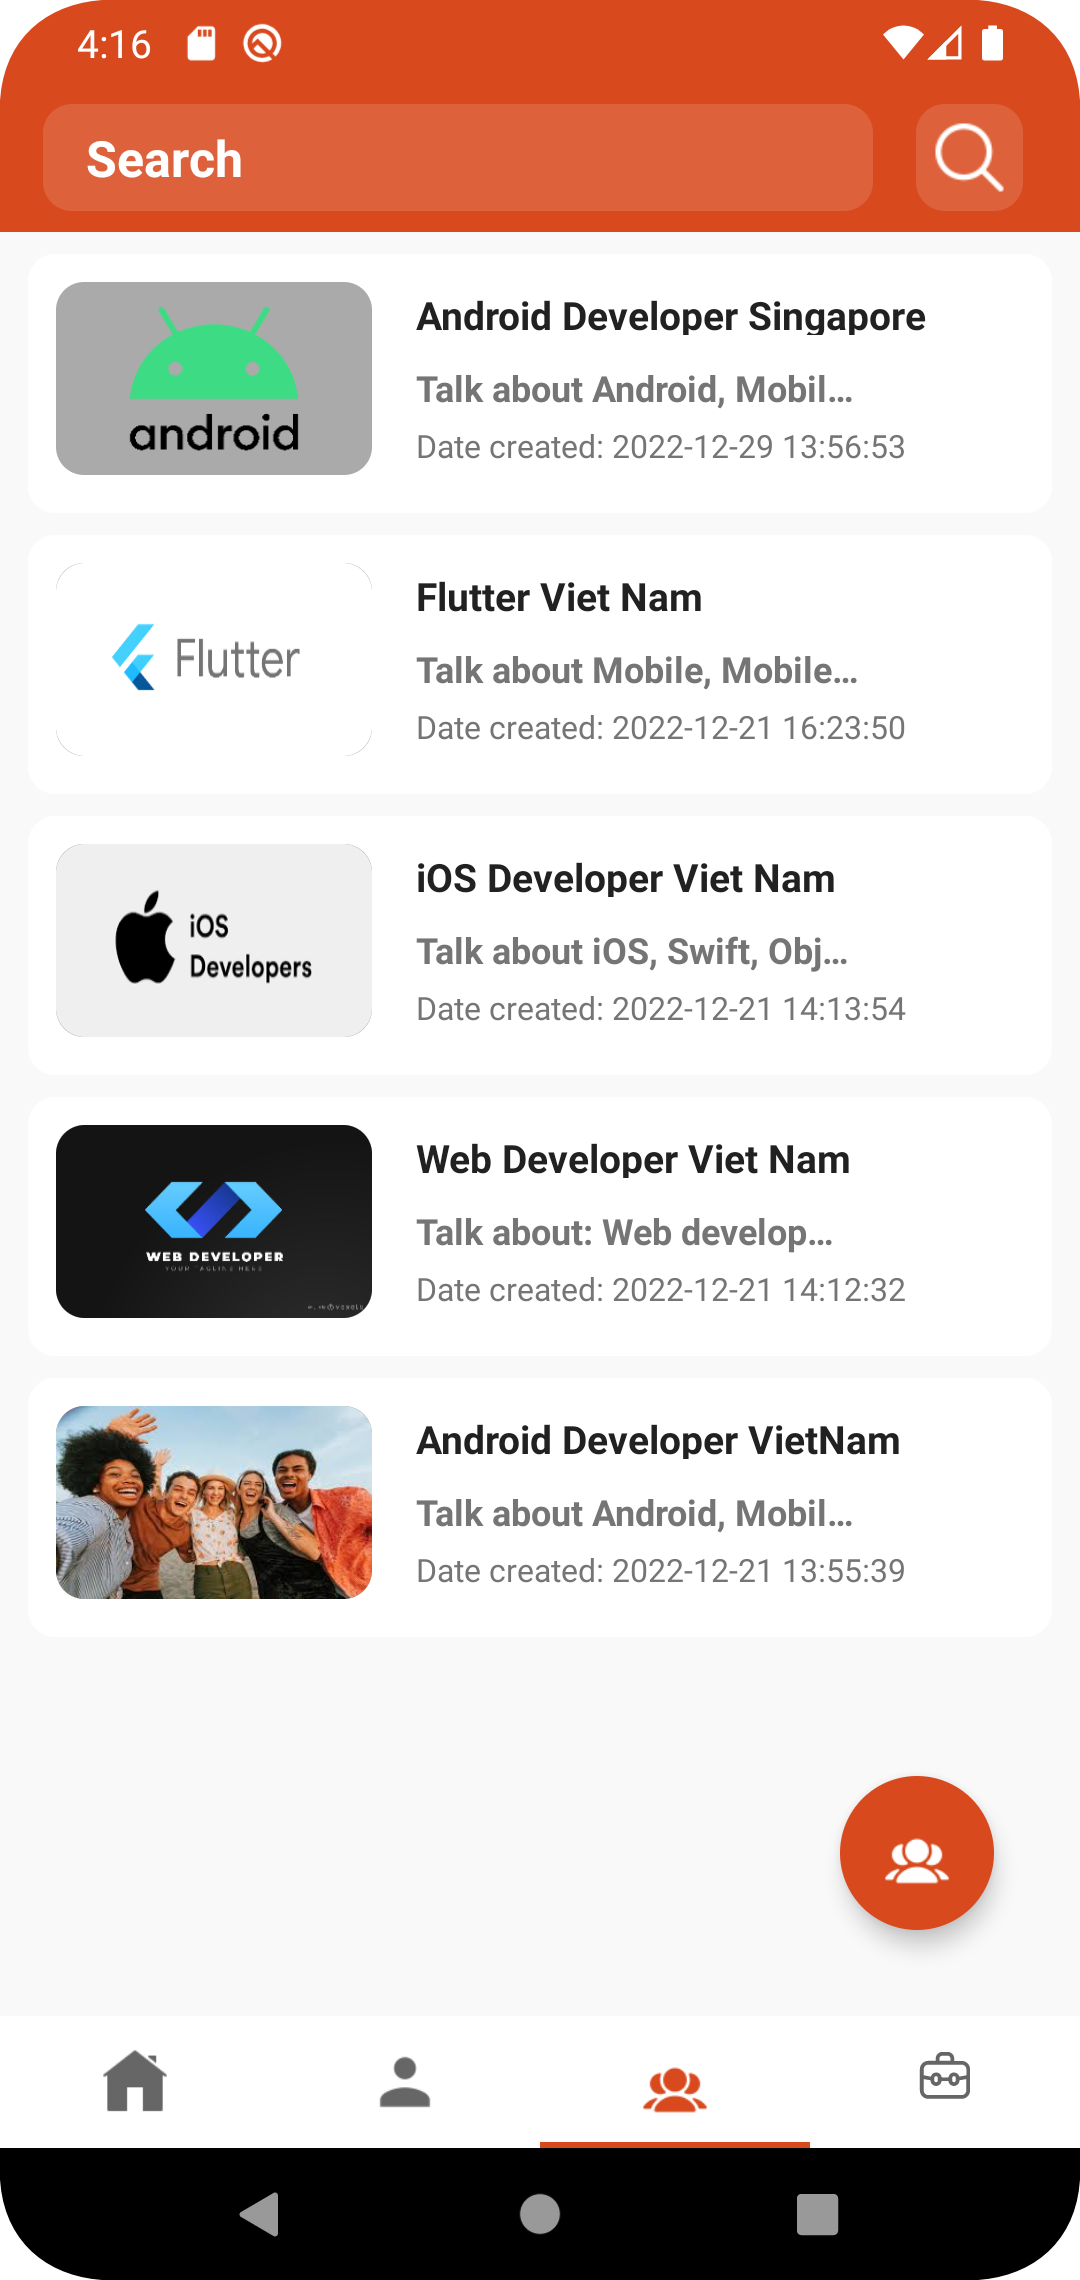 4:16
Search
android
Android Developer Singapore
Talk about Android, Mobil...
Date created: 2022-12-29 13:56:53
Flutter
Flutter Viet Nam
Talk about Mobile, Mobile...
Date created: 2022-12-21 16:23:50
iOS
Developers
iOS Developer Viet Nam
Talk about iOS, Swift, Obj...
Date created: 2022-12-21 14:13:54
WEB DEVELOPER
YOUR TAGLINE HERE
Web Developer Viet Nam
Talk about: Web develop...
Date created: 2022-12-21 14:12:32
Android Developer VietNam
Talk about Android, Mobil...
Date created: 2022-12-21 13:55:39